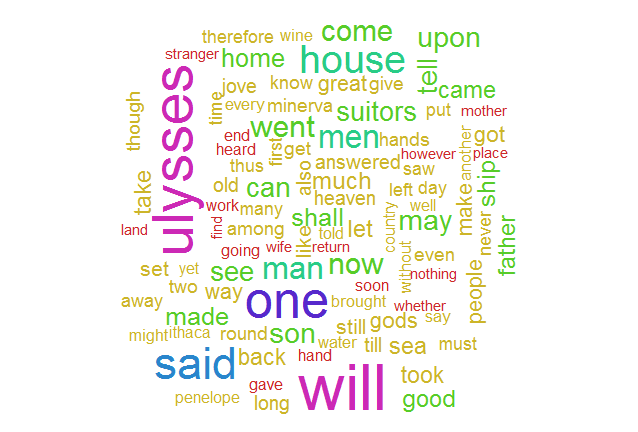 therefore wine come upon
stranger home house tell
jove know great give came
ulysses
though time every minerva suitors put mother
end went men hands another got
heard first get answered however place
thus also saw
take old can much left day make ship
work many heaven well never
land find among shall like told let country may father
going wife return without even
set yet see man now nothing people
two way soon
away one brought whether
made son still gods say
might ithaca round water till sea must
said back hand took
gave will
penelope long good